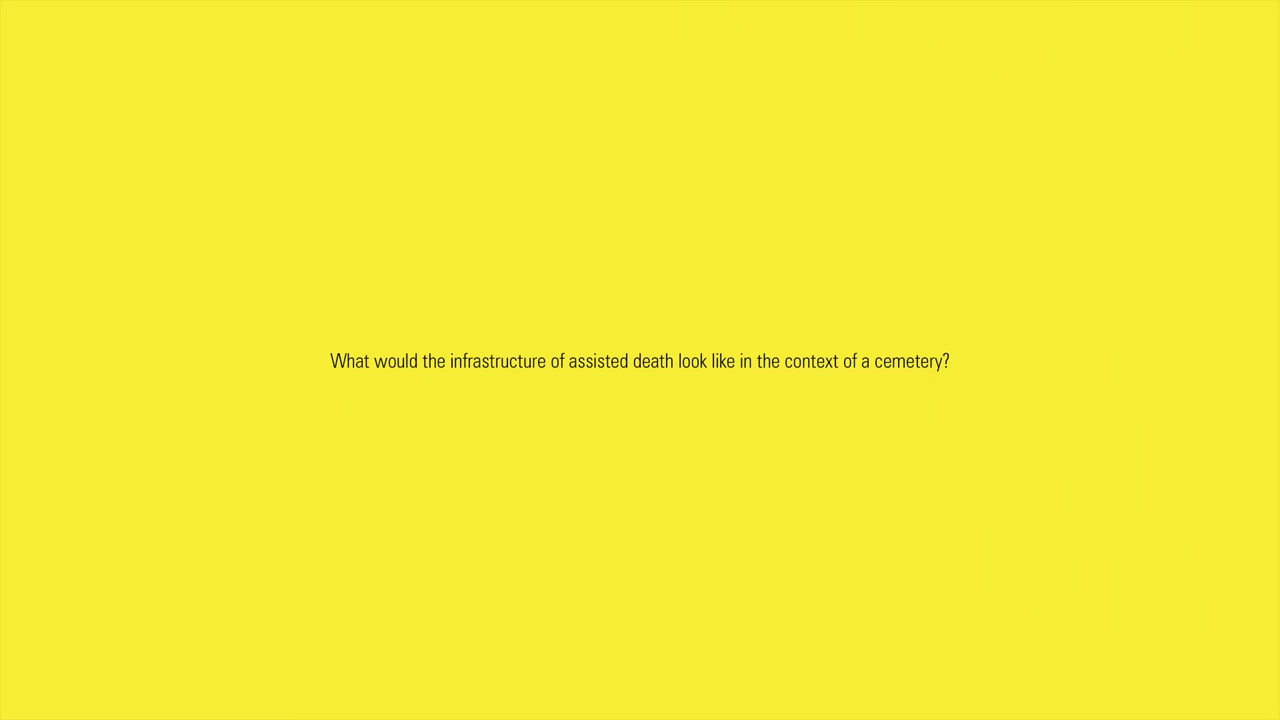 What would the infrastructure of assisted death look like in the context of a cemetery?